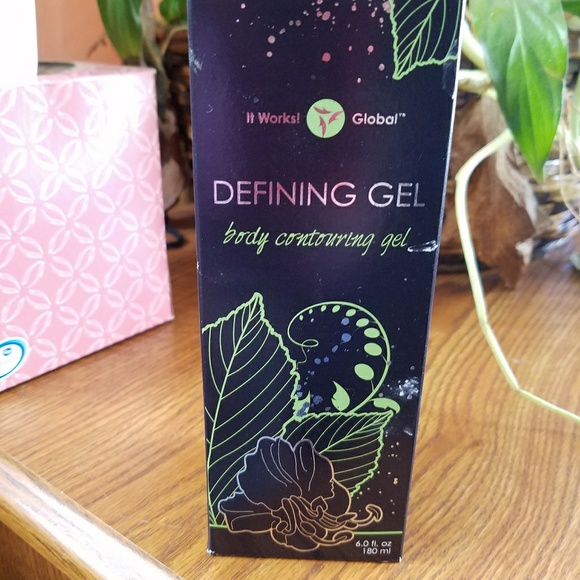 It Works! Global™
DEFINING GEL
body contouring gel
6.0 fl. oz
180 ml